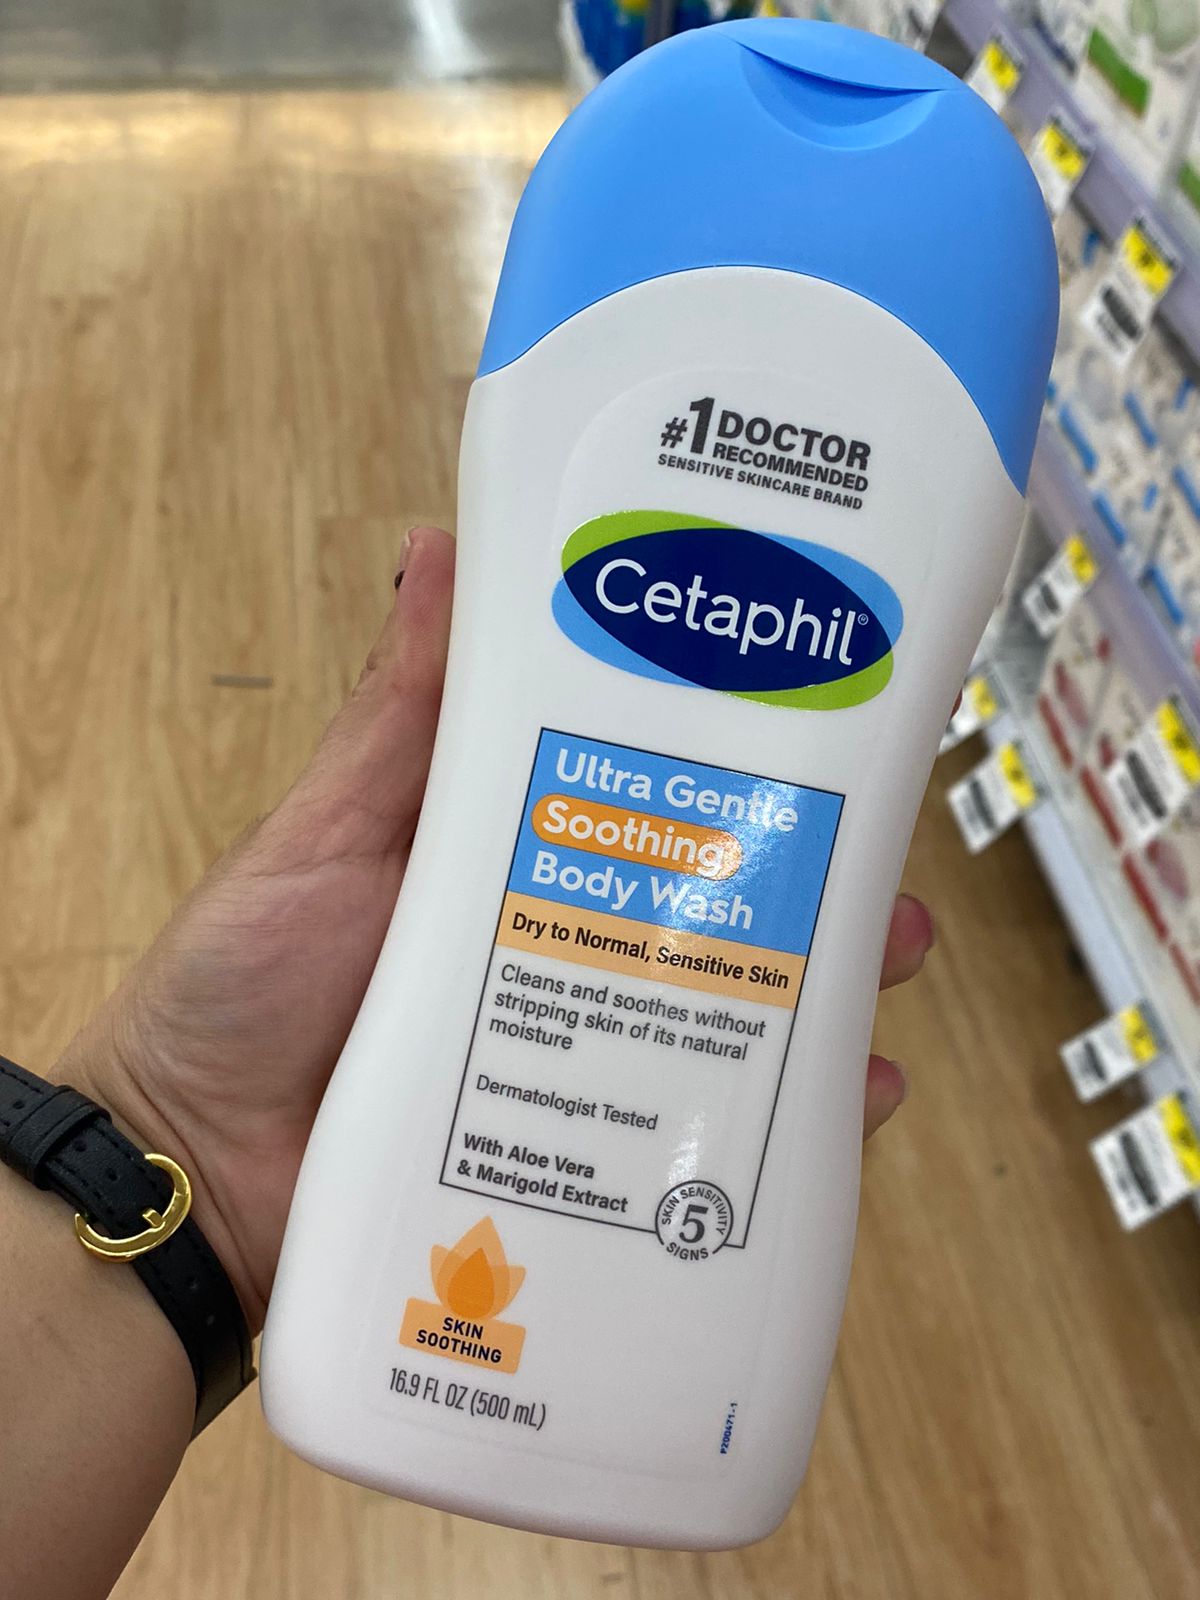 #1 DOCTOR
RECOMMENDED
SENSITIVE SKINCARE BRAND
Cetaphil®
Ultra Gentle
Soothing
Body Wash
Dry to Normal, Sensitive Skin
Cleans and soothes without
stripping skin of its natural
moisture
Dermatologist Tested
With Aloe Vera
& Marigold Extract
SKIN SENSITIVITY
5
SIGNS
SKIN
SOOTHING
16.9 FL OZ (500 mL)
P200471-1